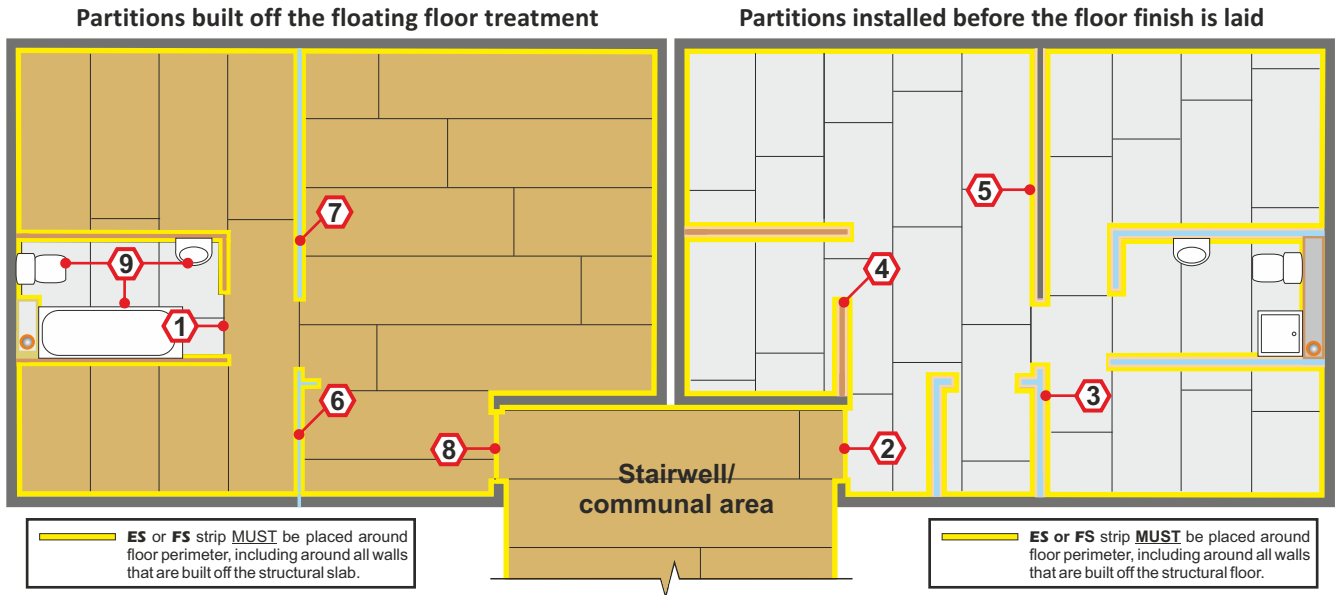 Partitions built off the floating floor treatment
Partitions installed before the floor finish is laid
7
9
1
6
8
5
4
3
2
Stairwell/
communal area
ES or FS strip MUST be placed around
floor perimeter, including around all walls
that are built off the structural slab.
ES or FS strip MUST be placed around
floor perimeter, including around all walls
that are built off the structural floor.